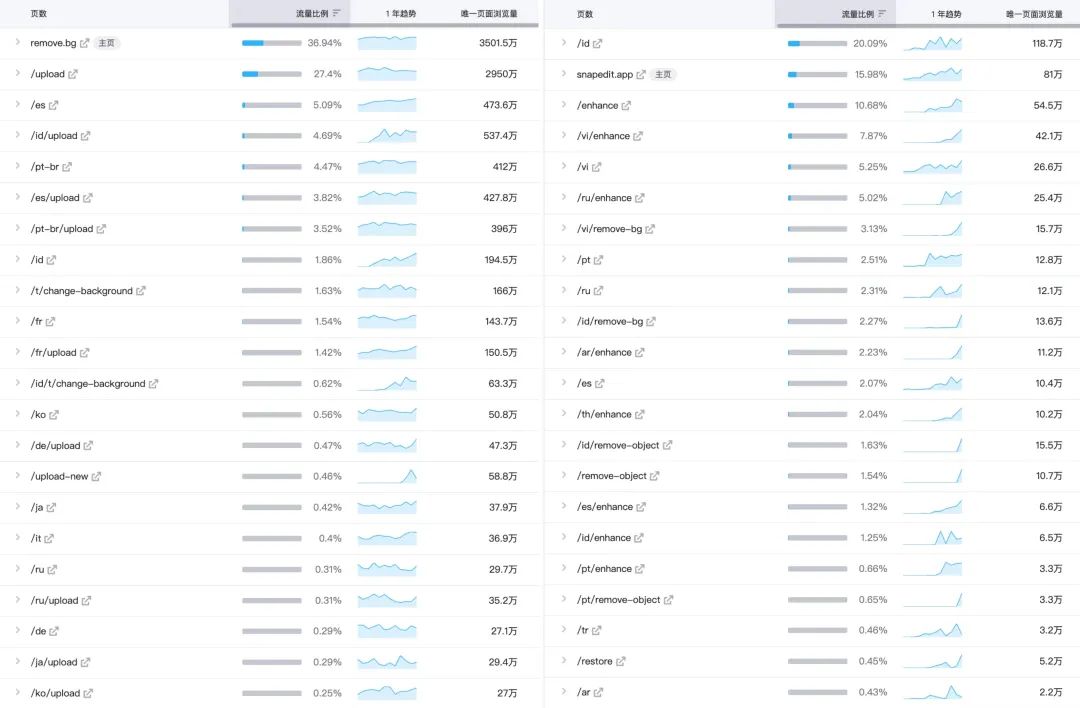 页数 流量比例 1 年趋势 唯一页面浏览量
remove.bg 主页 36.94% 3501.5万
/upload 27.4% 2950万
/es 5.09% 473.6万
/id/upload 4.69% 537.4万
/pt-br 4.47% 412万
/es/upload 3.82% 427.8万
/pt-br/upload 3.52% 396万
/id 1.86% 194.5万
/t/change-background 1.63% 166万
/fr 1.54% 143.7万
/fr/upload 1.42% 150.5万
/id/t/change-background 0.62% 63.3万
/ko 0.56% 50.8万
/de/upload 0.47% 47.3万
/upload-new 0.46% 58.8万
/ja 0.42% 37.9万
/it 0.4% 36.9万
/ru 0.31% 29.7万
/ru/upload 0.31% 35.2万
/de 0.29% 27.1万
/ja/upload 0.29% 29.4万
/ko/upload 0.25% 27万
页数 流量比例 1 年趋势 唯一页面浏览量
/id 20.09% 118.7万
snapedit.app 主页 15.98% 81万
/enhance 10.68% 54.5万
/vi/enhance 7.87% 42.1万
/vi 5.25% 26.6万
/ru/enhance 5.02% 25.4万
/vi/remove-bg 3.13% 15.7万
/pt 2.51% 12.8万
/ru 2.31% 12.1万
/id/remove-bg 2.27% 13.6万
/ar/enhance 2.23% 11.2万
/es 2.07% 10.4万
/th/enhance 2.04% 10.2万
/id/remove-object 1.63% 15.5万
/remove-object 1.54% 10.7万
/es/enhance 1.32% 6.6万
/id/enhance 1.25% 6.5万
/pt/enhance 0.66% 3.3万
/pt/remove-object 0.65% 3.3万
/tr 0.46% 3.2万
/restore 0.45% 5.2万
/ar 0.43% 2.2万